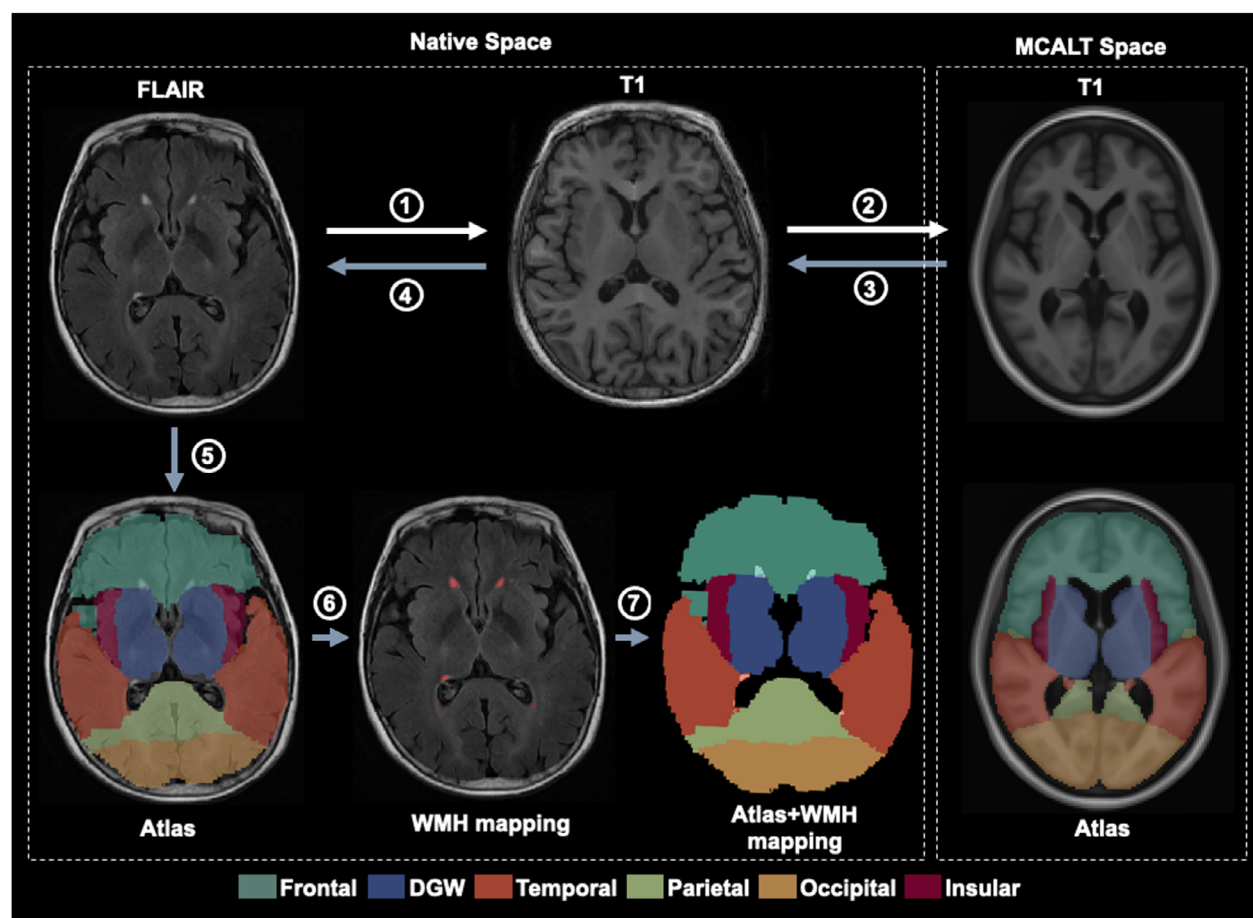 Native Space
MCALT Space
FLAIR
T1
T1
1
2
4
3
5
6
7
Atlas
WMH mapping
Atlas+WMH
mapping
Atlas
Frontal DGW Temporal Parietal Occipital Insular